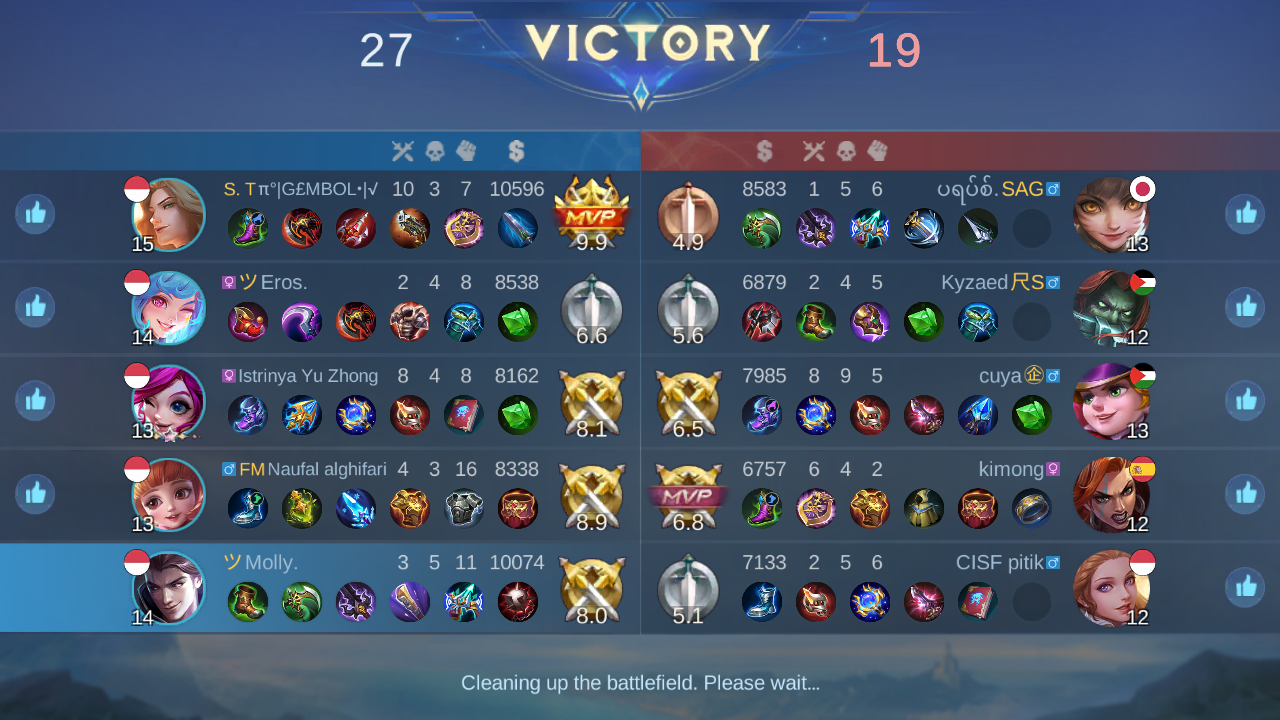 27 VICTORY 19
S. T π°|G£MBOL•|√ 10 3 7 10596
MVP
15 9.9
8583 1 5 6 ပုရပ်စ်.SAG
4.9 13
ツ Eros. 2 4 8 8538
14 6.6
6879 2 4 5 Kyzaed 尺S
5.6 12
Istrinya Yu Zhong 8 4 8 8162
13 8.1
7985 8 9 5 cuya企
6.5 13
FM Naufal alghifari 4 3 16 8338
13 8.9
6757 6 4 2 kimong
MVP
6.8 12
ツ Molly. 3 5 11 10074
14 8.0
7133 2 5 6 CISF pitik
5.1 12
Cleaning up the battlefield. Please wait...